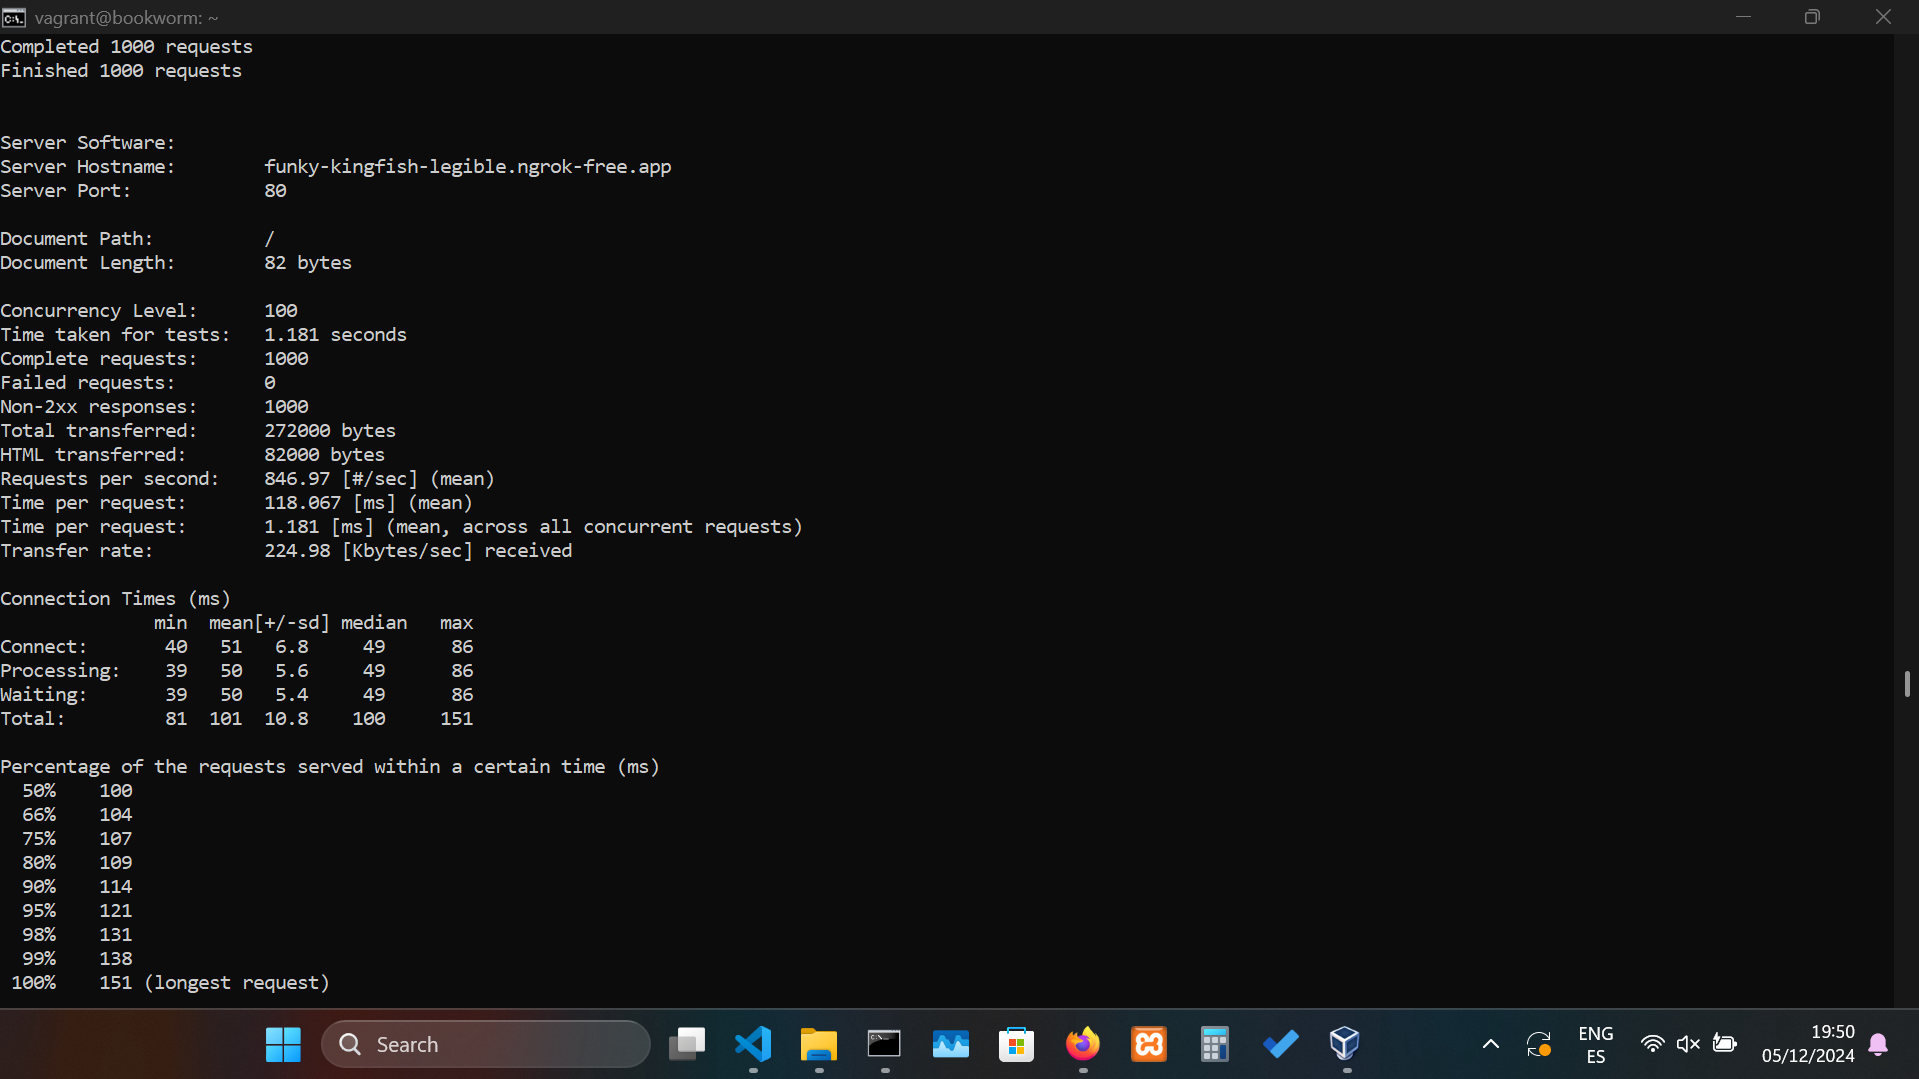 vagrant@bookworm: ~
Completed 1000 requests
Finished 1000 requests
Server Software:
Server Hostname:        funky-kingfish-legible.ngrok-free.app
Server Port:            80
Document Path:          /
Document Length:        82 bytes
Concurrency Level:      100
Time taken for tests:   1.181 seconds
Complete requests:      1000
Failed requests:        0
Non-2xx responses:      1000
Total transferred:      272000 bytes
HTML transferred:       82000 bytes
Requests per second:    846.97 [#/sec] (mean)
Time per request:       118.067 [ms] (mean)
Time per request:       1.181 [ms] (mean, across all concurrent requests)
Transfer rate:          224.98 [Kbytes/sec] received
Connection Times (ms)
              min  mean[+/-sd] median   max
Connect:       40   51   6.8     49      86
Processing:    39   50   5.6     49      86
Waiting:       39   50   5.4     49      86
Total:         81  101  10.8    100     151
Percentage of the requests served within a certain time (ms)
  50%    100
  66%    104
  75%    107
  80%    109
  90%    114
  95%    121
  98%    131
  99%    138
 100%    151 (longest request)
Search
ENG
ES
19:50
05/12/2024